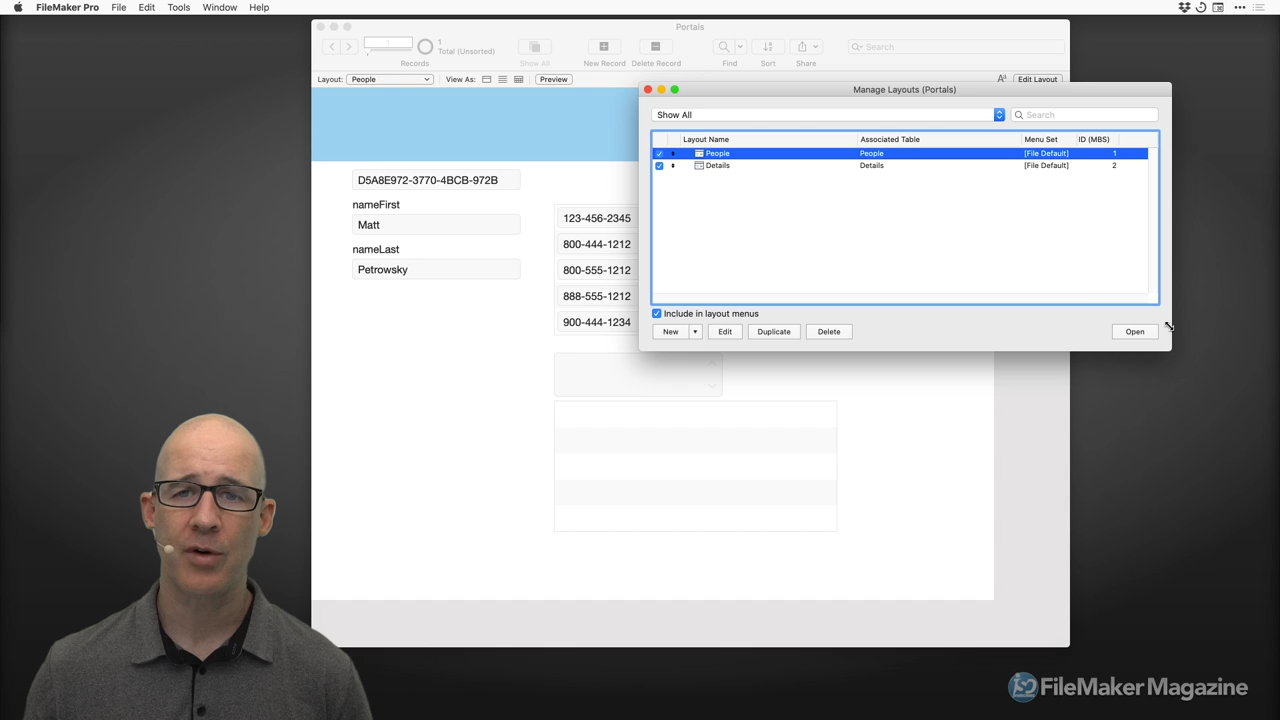 FileMaker Pro File Edit Tools Window Help
Portals
1
1
Total (Unsorted)
Records
Show All
New Record
Delete Record
Find
Sort
Share
Search
Layout: People
View As:
Preview
Aa
Edit Layout
D5A8E972-3770-4BCB-972B
nameFirst
Matt
nameLast
Petrowsky
123-456-2345
800-444-1212
800-555-1212
888-555-1212
900-444-1234
Manage Layouts (Portals)
Show All
Search
Layout Name Associated Table Menu Set ID (MBS)
People People [File Default] 1
2 Details Details [File Default] 2
Include in layout menus
New Edit Duplicate Delete Open
FileMaker Magazine